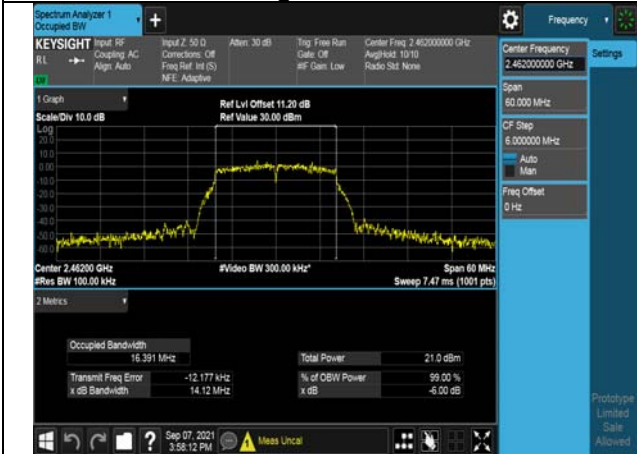 Spectrum Analyzer 1
Occupied BW
+
Frequency
KEYSIGHT Input: RF Input Z: 50 Ω Atten: 30 dB Trig: Free Run Center Freq: 2.462000000 GHz
RL Coupling: AC Corrections: Off Gate: Off Avg|Hold: 10/10
Align: Auto Freq Ref: Int (S) #IF Gain: Low Radio Std: None
NFE: Adaptive
Center Frequency
2.462000000 GHz
Settings
Span
60.000 MHz
CF Step
6.000000 MHz
Auto
Man
Freq Offset
0 Hz
1 Graph
Ref Lvl Offset 11.20 dB
Scale/Div 10.0 dB Ref Value 30.00 dBm
Log
20.0
10.0
0.00
-10.0
-20.0
-30.0
-40.0
-50.0
-60.0
Center 2.46200 GHz #Video BW 300.00 kHz* Span 60 MHz
#Res BW 100.00 kHz Sweep 7.47 ms (1001 pts)
2 Metrics
Occupied Bandwidth
16.391 MHz Total Power 21.0 dBm
Transmit Freq Error -12.177 kHz % of OBW Power 99.00 %
x dB Bandwidth 14.12 MHz x dB -6.00 dB
Prototype
Limited
Sale
Allowed
? Sep 07, 2021
3:58:12 PM
Meas Uncal